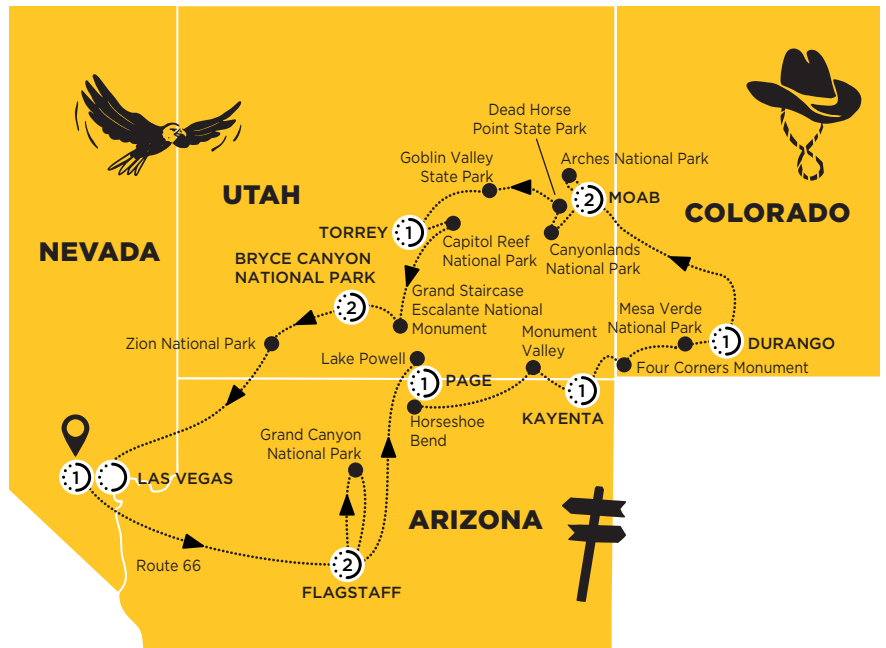 Dead Horse
Point State Park
Arches National Park
Goblin Valley
State Park
UTAH
2
MOAB
COLORADO
TORREY
1
Capitol Reef
National Park
Canyonlands
National Park
NEVADA
BRYCE CANYON
NATIONAL PARK
2
Grand Staircase
Escalante National
Monument
Mesa Verde
National Park
Zion National Park
Monument
Valley
1
DURANGO
Lake Powell
Four Corners Monument
1
PAGE
1
KAYENTA
Horseshoe
Bend
Grand Canyon
National Park
1
LAS VEGAS
ARIZONA
Route 66
2
FLAGSTAFF